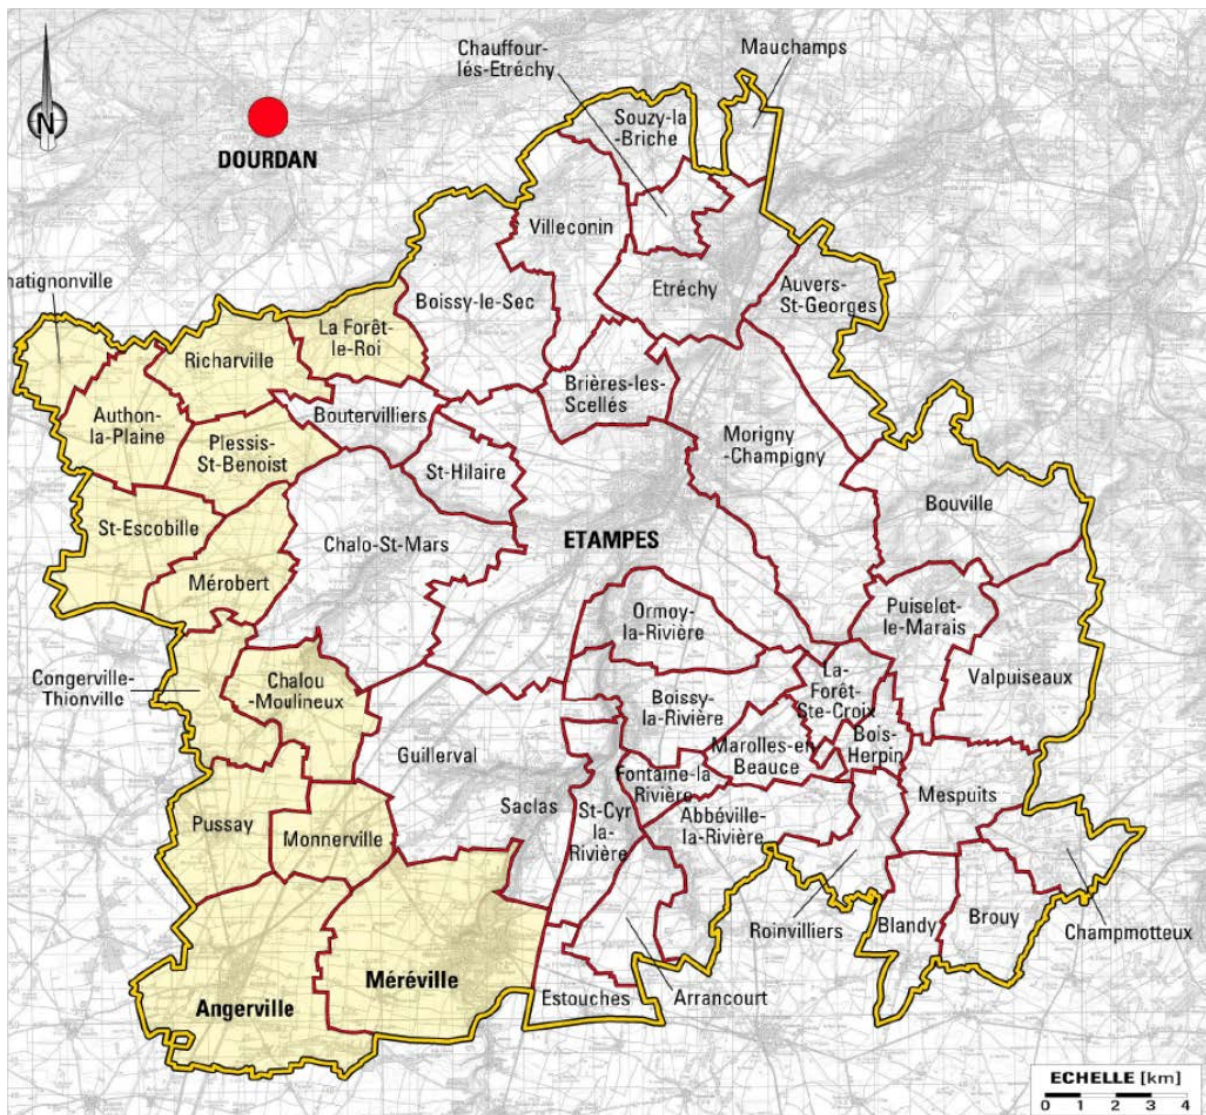 Chauffour-
lés-Etréchy
Mauchamps
N
DOURDAN
Souzy-la
-Briche
Villeconin
hatignonville
Boissy-le-Sec
Etréchy
Auvers-
St-Georges
La Forêt-
le-Roi
Richarville
Brières-les-
Scellés
Authon-
la-Plaine
Boutervilliers
Plessis-
St-Benoist
Morigny
-Champigny
St-Hilaire
Bouville
St-Escobille
Chalo-St-Mars
ETAMPES
Mérobert
Ormoy-
la-Rivière
Puiselet-
le-Marais
Congerville-
Thionville
Chalou
-Moulineux
Boissy-
la-Rivière
La-
Forêt-
Ste-Croix
Valpuiseaux
Guillerval
Marolles-en
Beauce
Bois-
Herpin
Fontaine-la
Rivière
Mespuits
Pussay
Monnerville
Saclas
St-Cyr
la-
Rivière
Abbéville-
la-Rivière
Roinvilliers
Blandy
Brouy
Champmotteux
Angerville
Méréville
Estouches
Arrancourt
ECHELLE [km]
0 1 2 3 4